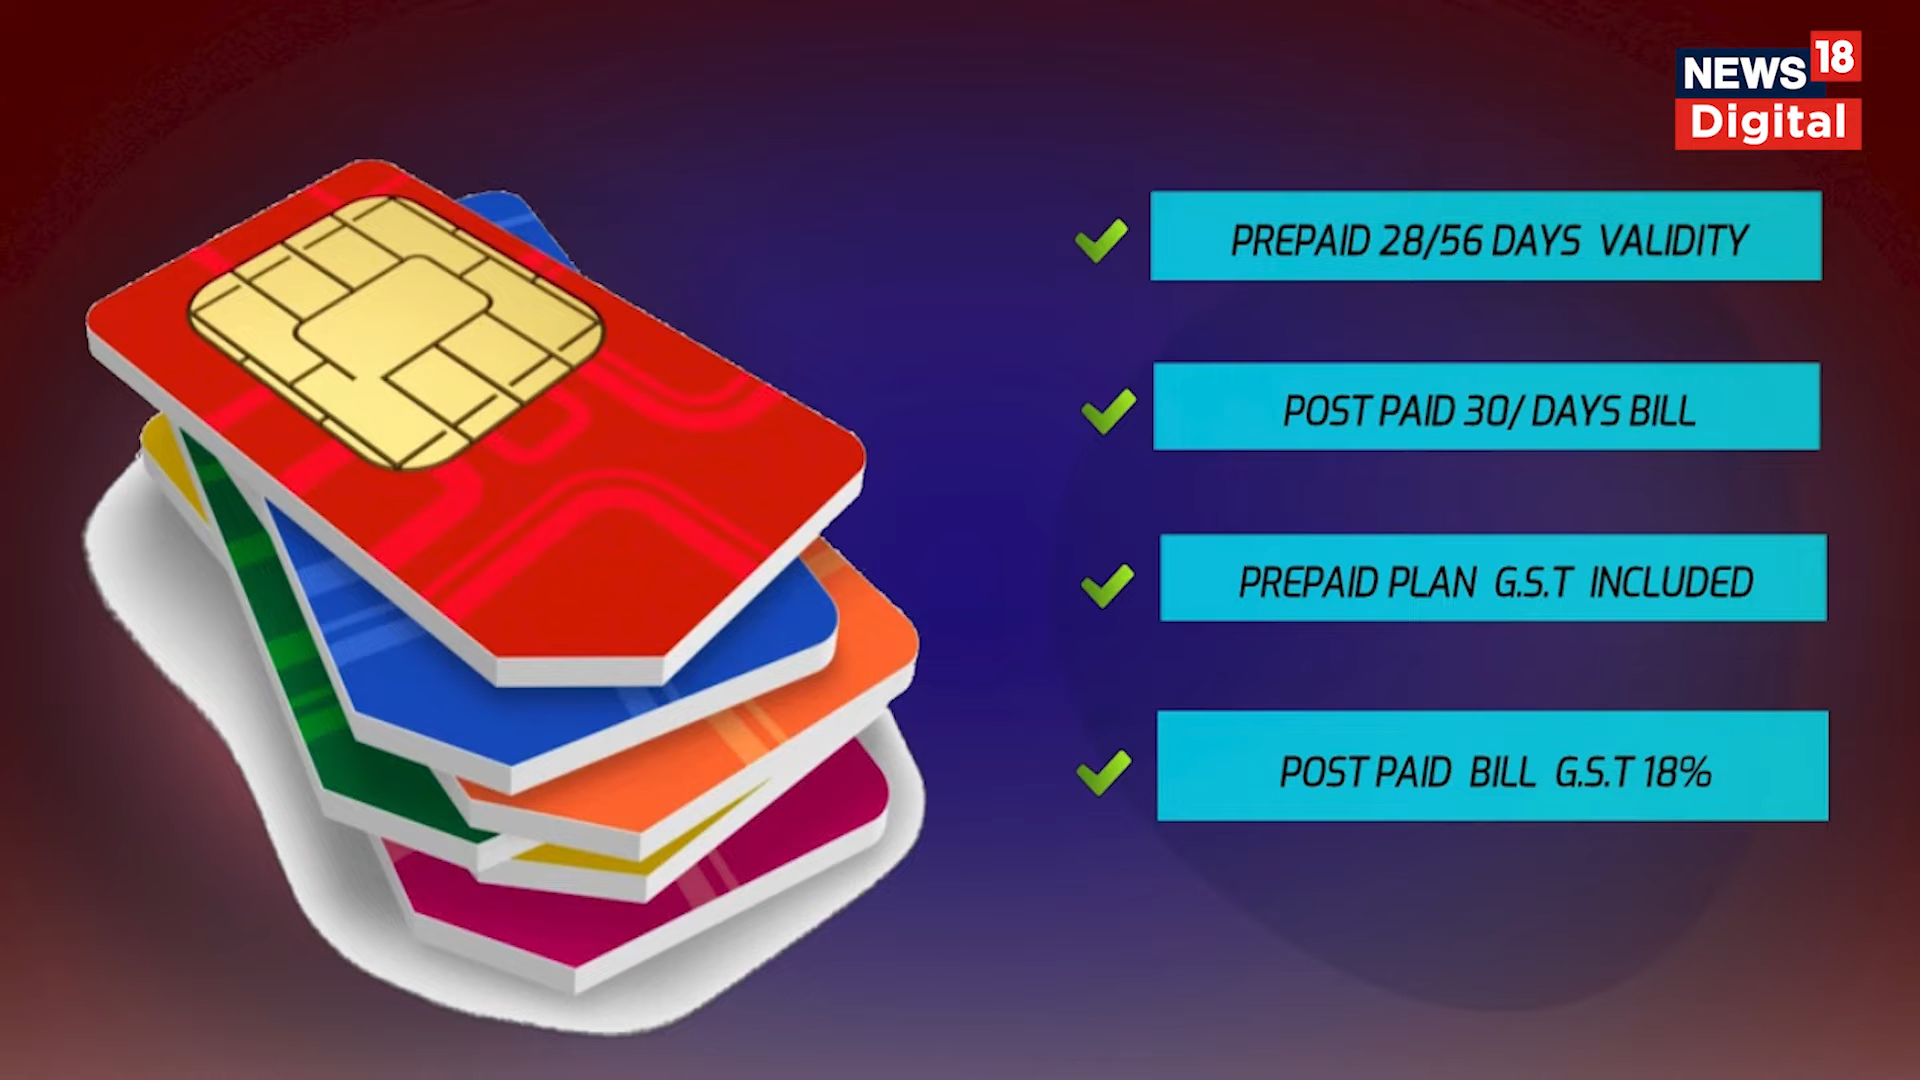 NEWS 18
Digital
PREPAID 28/56 DAYS VALIDITY
POST PAID 30/ DAYS BILL
PREPAID PLAN G.S.T INCLUDED
POST PAID BILL G.S.T 18%